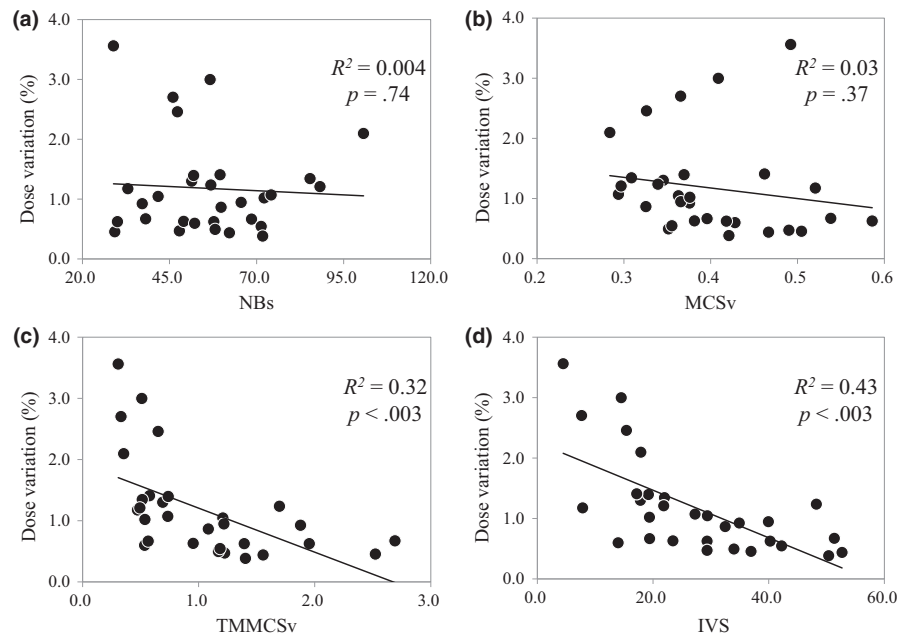 (a)
4.0
3.0
2.0
1.0
0.0
Dose variation (%)
R² = 0.004
p = .74
20.0 45.0 70.0 95.0 120.0
NBs
(b)
4.0
3.0
2.0
1.0
0.0
Dose variation (%)
R² = 0.03
p = .37
0.2 0.3 0.4 0.5 0.6
MCSv
(c)
4.0
3.0
2.0
1.0
0.0
Dose variation (%)
R² = 0.32
p < .003
0.0 1.0 2.0 3.0
TMMCSv
(d)
4.0
3.0
2.0
1.0
0.0
Dose variation (%)
R² = 0.43
p < .003
0.0 20.0 40.0 60.0
IVS